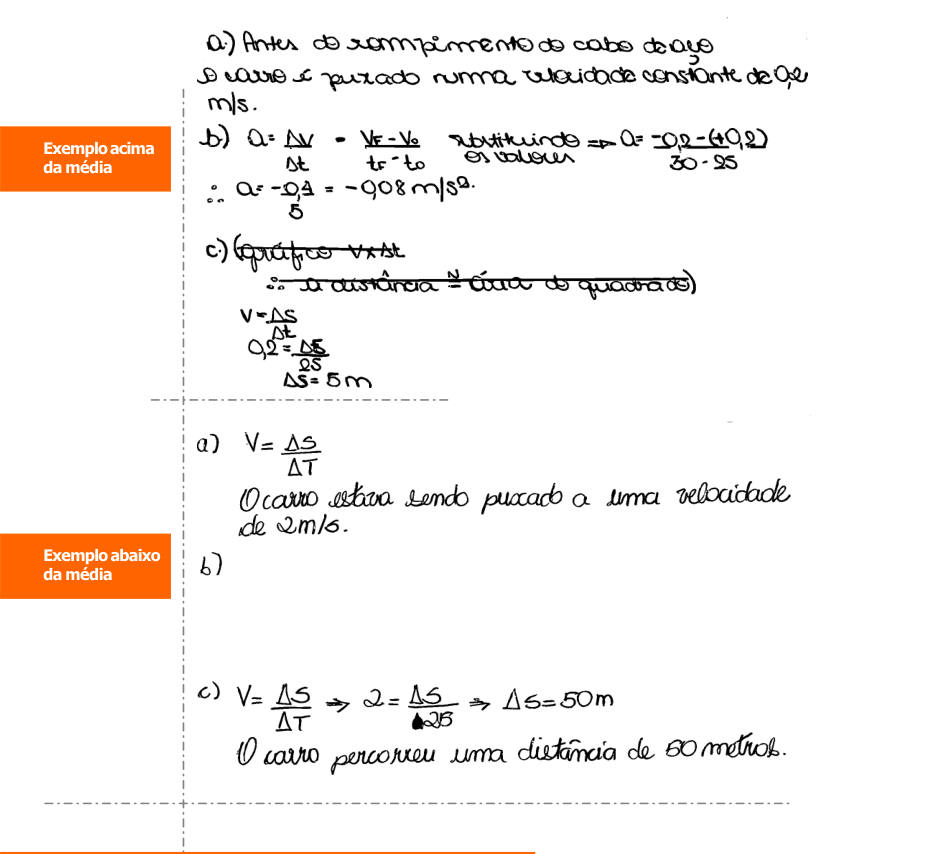 a.) Antes do rompimento do cabo de aço
o carro é puxado numa velocidade constante de 0,2
m/s.
Exemplo acima
da média
b.) a = ΔV/Δt = VF - V0/tF - t0 substituindo os valores ⇒ a = -0,2-(+0,2)/30-25
∴ a = -0,4/5 = -0,08 m/s².
c.) (gráfico V x Δt
∴ a distância ≅ área do quadrado)
V = ΔS/Δt
0,2 = ΔS/25
ΔS = 5 m
a) V = ΔS/ΔT
O carro estava sendo puxado a uma velocidade
de 2m/s.
Exemplo abaixo
da média
b)
c) V = ΔS/ΔT ⇒ 2 = ΔS/25 ⇒ ΔS = 50 m
O carro percorreu uma distância de 50 metros.